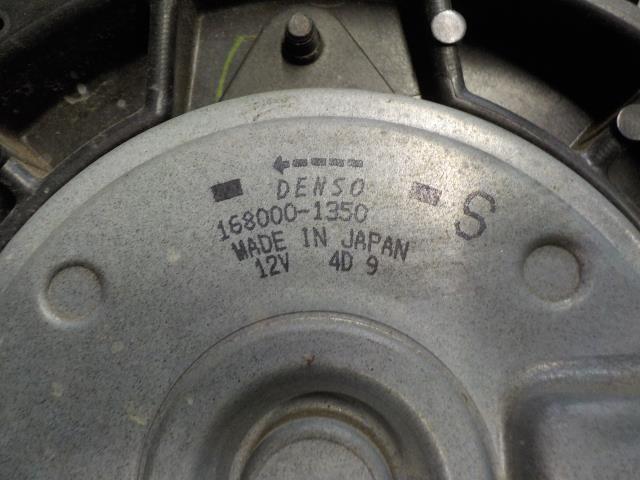 DENSO
168000-1350
MADE IN JAPAN
12V 4D 9
S